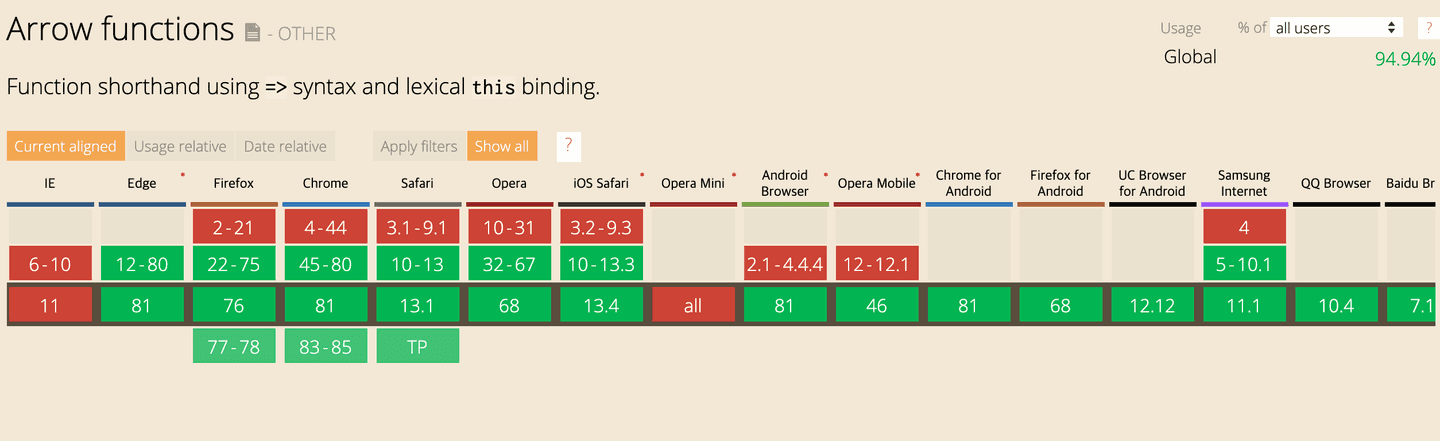 Arrow functions - OTHER
Usage % of all users ?
Global 94.94%
Function shorthand using => syntax and lexical this binding.
Current aligned Usage relative Date relative Apply filters Show all ?
IE Edge * Firefox Chrome Safari Opera iOS Safari * Opera Mini * Android Browser * Opera Mobile * Chrome for Android Firefox for Android UC Browser for Android Samsung Internet QQ Browser Baidu Br
2-21 4-44 3.1-9.1 10-31 3.2-9.3 4
6-10 12-80 22-75 45-80 10-13 32-67 10-13.3 2.1-4.4.4 12-12.1 5-10.1
11 81 76 81 13.1 68 13.4 all 81 46 81 68 12.12 11.1 10.4 7.1
77-78 83-85 TP